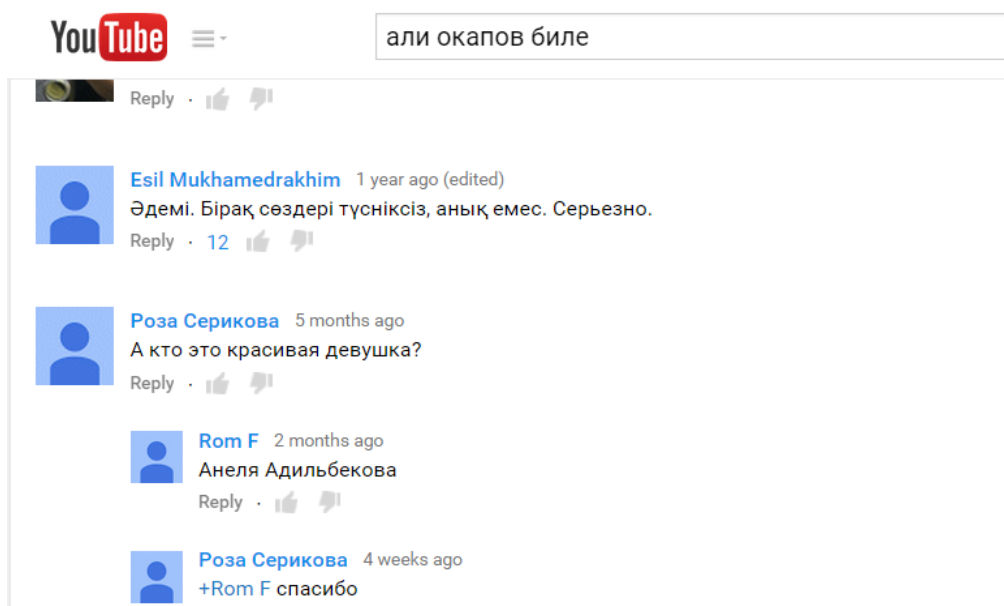 YouTube
али окапов биле
Reply ·
Esil Mukhamedrakhim 1 year ago (edited)
Әдемі. Бірақ сөздері түсніксіз, анық емес. Серьезно.
Reply · 12
Роза Серикова 5 months ago
А кто это красивая девушка?
Reply ·
Rom F 2 months ago
Анеля Адильбекова
Reply ·
Роза Серикова 4 weeks ago
+Rom F спасибо